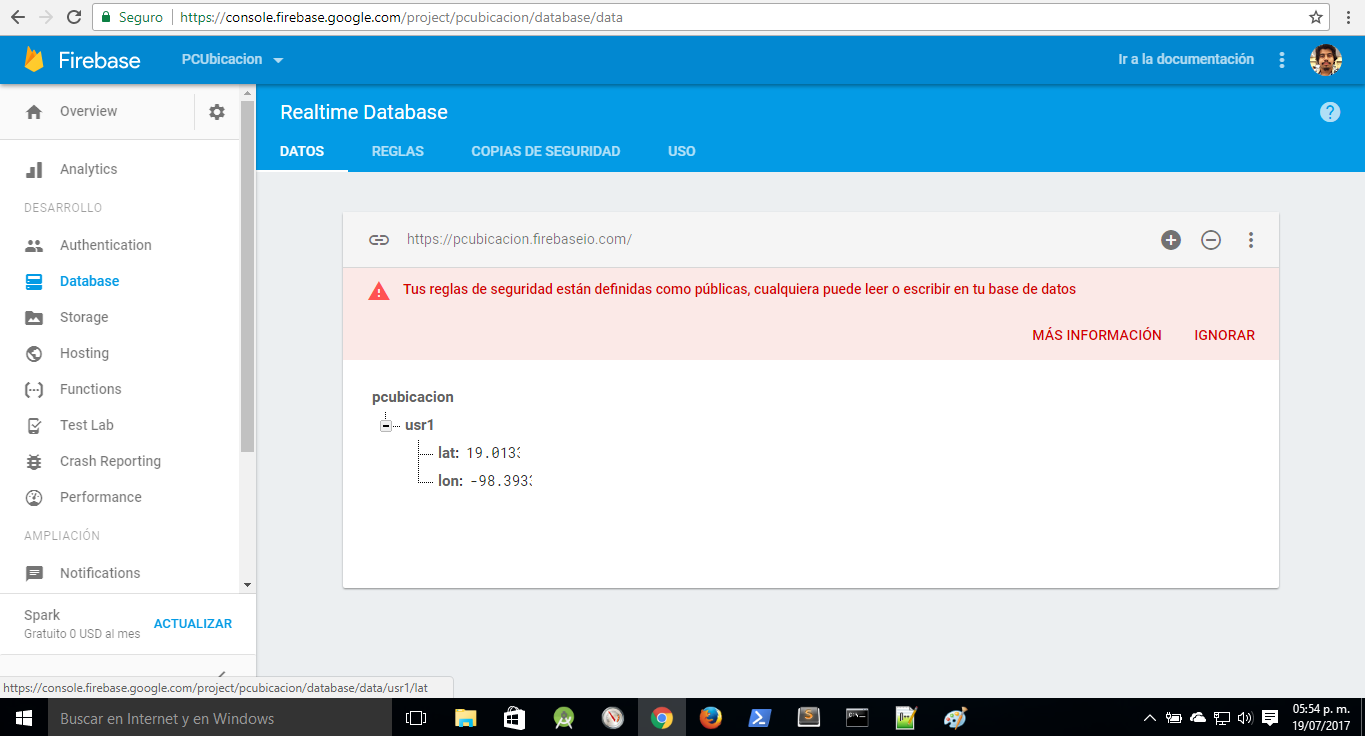 Seguro
https://console.firebase.google.com/project/pcubicacion/database/data
Firebase
PCUbicacion
Ir a la documentación
Overview
Realtime Database
DATOS
REGLAS
COPIAS DE SEGURIDAD
USO
Analytics
DESARROLLO
Authentication
Database
Storage
Hosting
Functions
Test Lab
Crash Reporting
Performance
AMPLIACIÓN
Notifications
Spark
Gratuito 0 USD al mes
ACTUALIZAR
https://pcubicacion.firebaseio.com/
Tus reglas de seguridad están definidas como públicas, cualquiera puede leer o escribir en tu base de datos
MÁS INFORMACIÓN
IGNORAR
pcubicacion
usr1
lat: 19.0133
lon: -98.3933
https://console.firebase.google.com/project/pcubicacion/database/data/usr1/lat
Buscar en Internet y en Windows
05:54 p. m.
19/07/2017